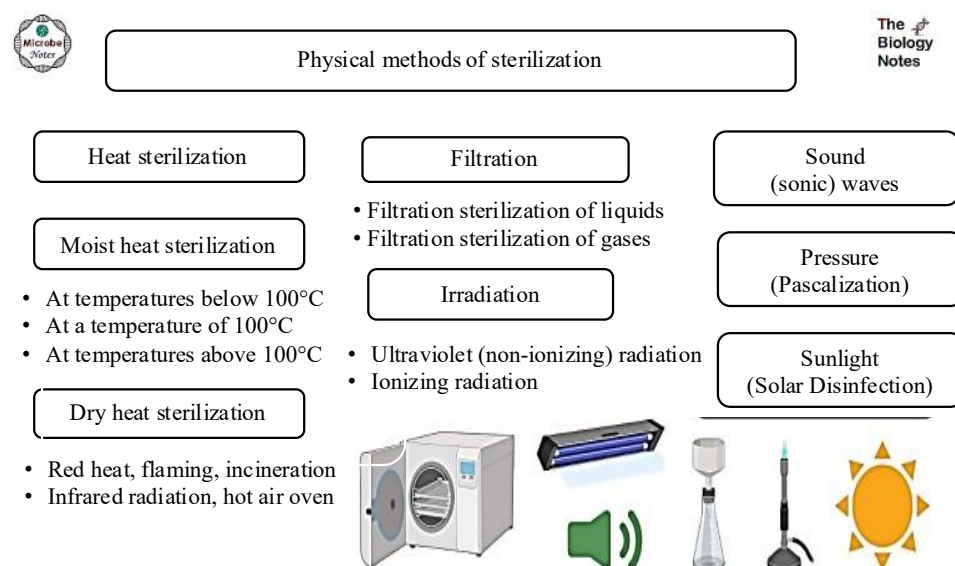 Microbe
Notes
Physical methods of sterilization
The
Biology
Notes
Heat sterilization
Moist heat sterilization
• At temperatures below 100°C
• At a temperature of 100°C
• At temperatures above 100°C
Dry heat sterilization
• Red heat, flaming, incineration
• Infrared radiation, hot air oven
Filtration
• Filtration sterilization of liquids
• Filtration sterilization of gases
Irradiation
• Ultraviolet (non-ionizing) radiation
• Ionizing radiation
Sound
(sonic) waves
Pressure
(Pascalization)
Sunlight
(Solar Disinfection)